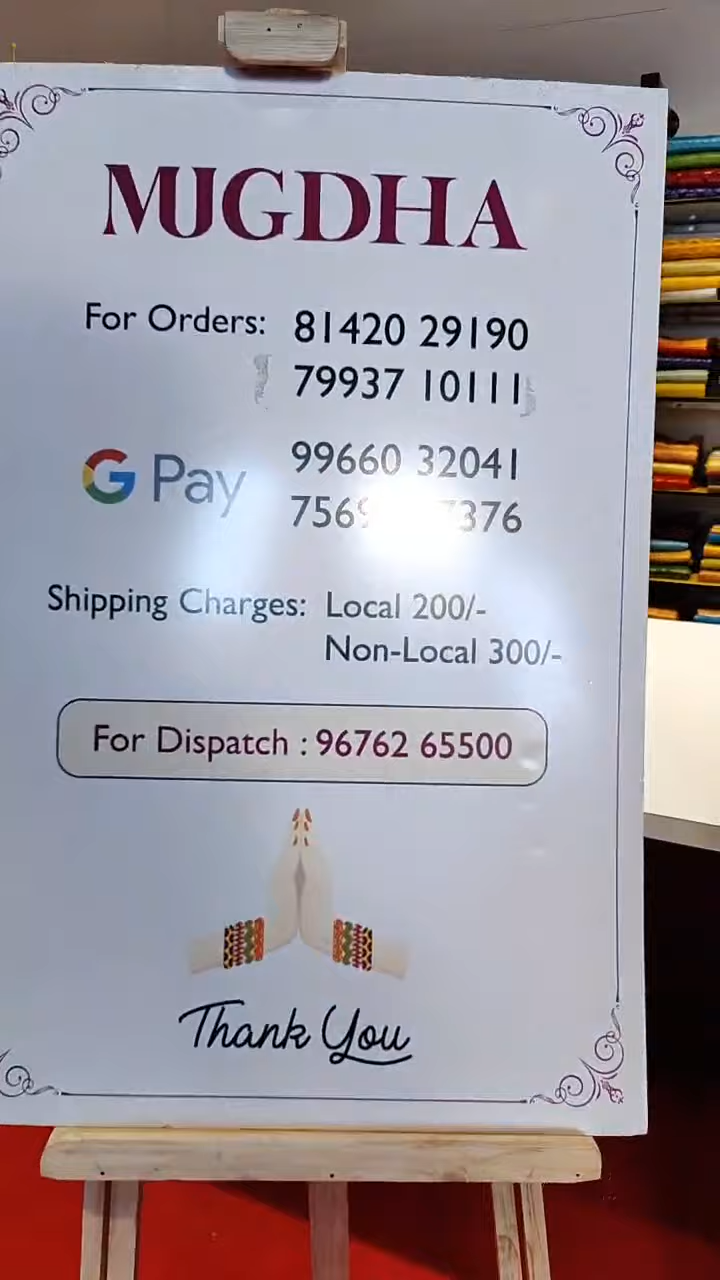 MUGDHA
For Orders: 81420 29190
79937 10111
G Pay 99660 32041
Shipping Charges: Local 200/-
Non-Local 300/-
For Dispatch : 96762 65500
Thank You